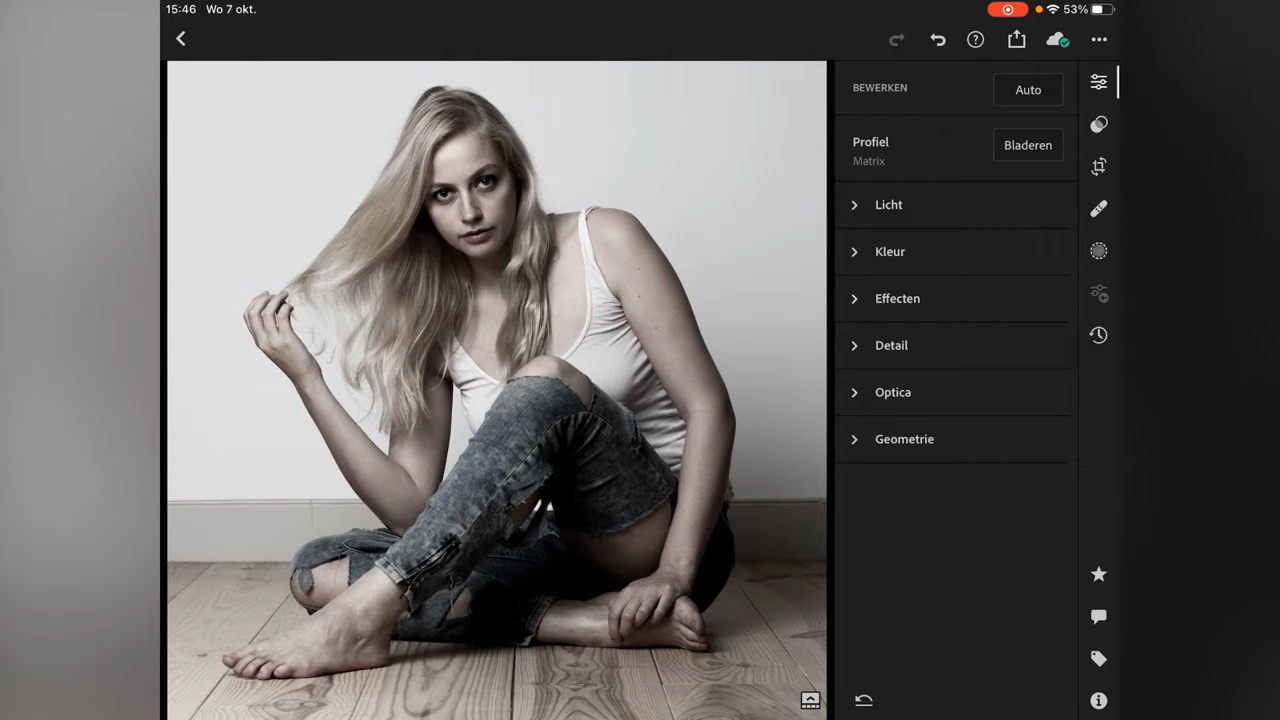 15:46 Wo 7 okt.
53%
BEWERKEN
Auto
Profiel
Matrix
Bladeren
Licht
Kleur
Effecten
Detail
Optica
Geometrie